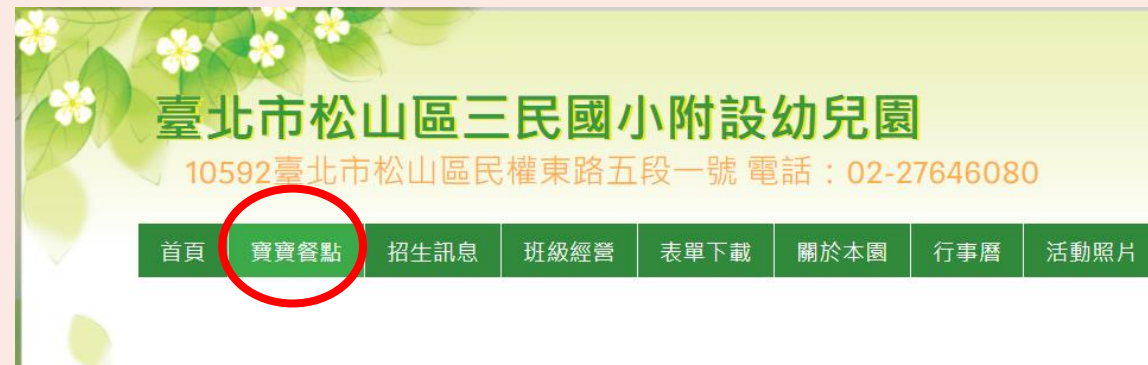 臺北市松山區三民國小附設幼兒園
10592臺北市松山區民權東路五段一號 電話：02-27646080
首頁 寶寶餐點 招生訊息 班級經營 表單下載 關於本園 行事曆 活動照片